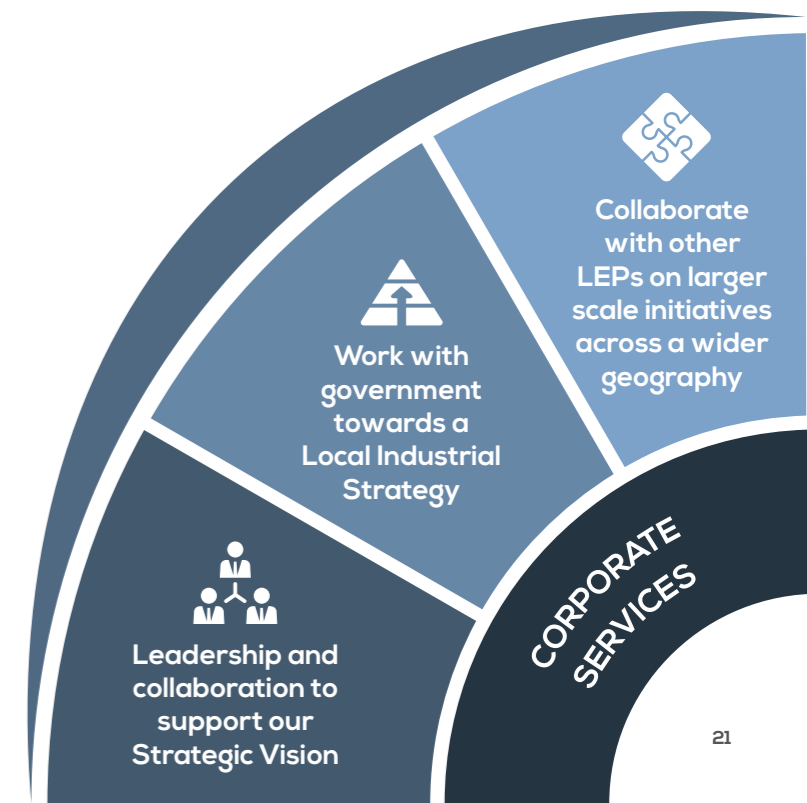 Collaborate
with other
LEPs on larger
scale initiatives
across a wider
geography
Work with
government
towards a
Local Industrial
Strategy
Leadership and
collaboration to
support our
Strategic Vision
CORPORATE
SERVICES
21